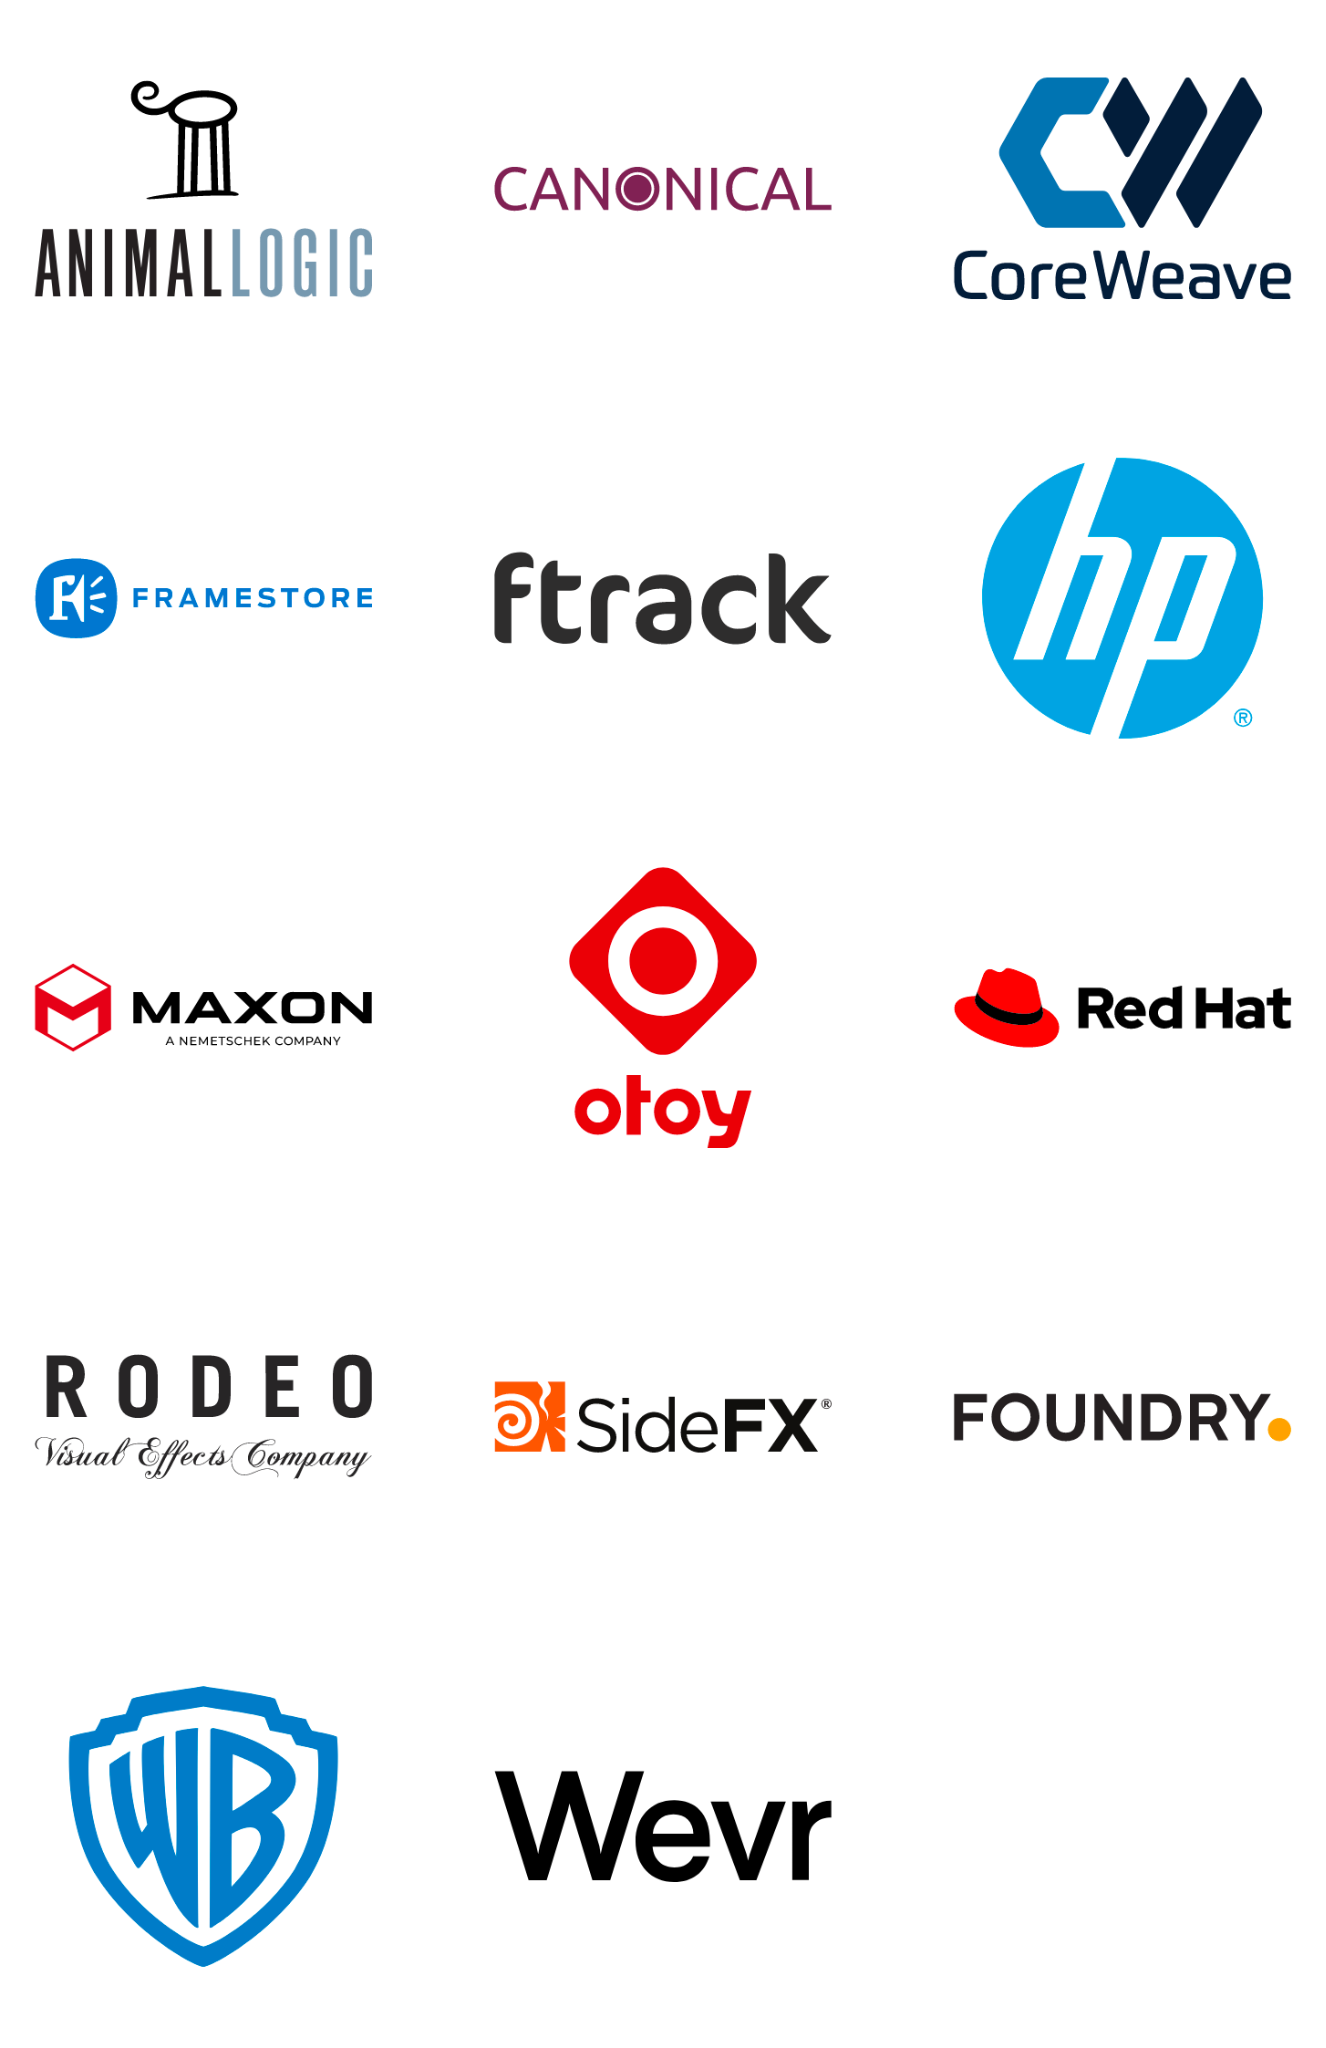 ANIMALLOGIC
CANONICAL
CW
CoreWeave
F FRAMESTORE
ftrack
hp
®
MAXON
A NEMETSCHEK COMPANY
otoy
Red Hat
RODEO
Visual Effects Company
SideFX®
FOUNDRY.
WB
Wevr